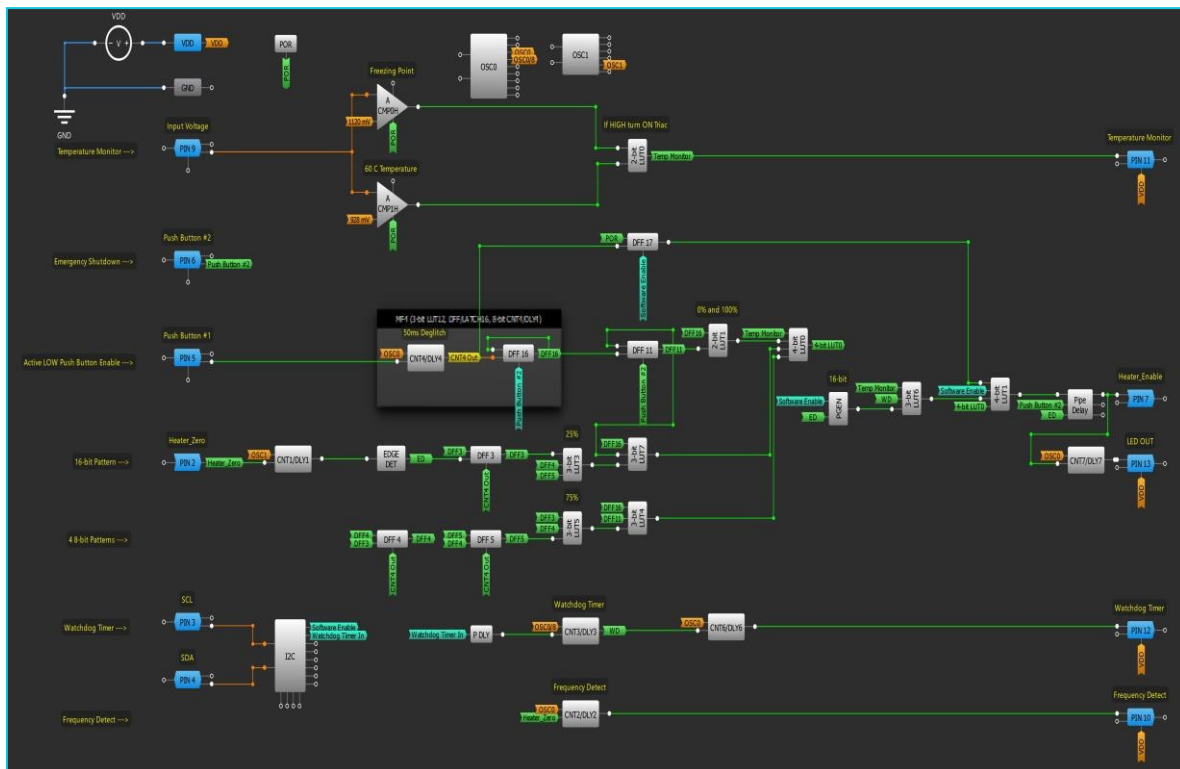 VDD
VDD
VDD
GND
GND
POR
POR
OSC0
OSC0
OSC0/8
OSC1
OSC1
Freezing Point
A CMP0H
1120 mV
POR
Input Voltage
Temperature Monitor --->
PIN 9
60 C Temperature
A CMP1H
928 mV
POR
If HIGH turn ON Triac
2-bit LUT0
Temp Monitor
Temperature Monitor
PIN 11
VDD
Push Button #2
Emergency Shutdown --->
PIN 6
Push Button #2
POR
DFF 17
Software Enable
Push Button #1
Active LOW Push Button Enable --->
PIN 5
MF4 (3-bit LUT12, DFF/LATCH16, 8-bit CNT4/DLY4)
50ms Deglitch
OSC0
CNT4/DLY4
CNT4 Out
DFF 16
DFF16
Push Button #2
DFF 11
DFF11
Push Button #2
0% and 100%
DFF16
2-bit LUT1
Temp Monitor
4-bit LUT0
4-bit LUT0
16-bit
Software Enable
ED
PGEN
Temp Monitor
WD
3-bit LUT6
Software Enable
4-bit LUT0
4-bit LUT1
Push Button #2
ED
Pipe Delay
Heater_Enable
PIN 7
LED OUT
OSC0
CNT7/DLY7
PIN 13
VDD
Heater_Zero
16-bit Pattern --->
PIN 2
Heater_Zero
OSC1
CNT1/DLY1
EDGE DET
ED
DFF3
DFF 3
DFF3
CNT4 Out
25%
DFF4
DFF5
3-bit LUT3
DFF16
3-bit LUT7
75%
DFF3
DFF4
3-bit LUT5
DFF16
DFF11
3-bit LUT4
4 8-bit Patterns --->
DFF4
DFF3
DFF 4
DFF4
CNT4 Out
DFF5
DFF4
DFF 5
DFF5
CNT4 Out
SCL
Watchdog Timer --->
PIN 3
SDA
PIN 4
I2C
Software Enable
Watchdog Timer In
Watchdog Timer In
P DLY
Watchdog Timer
OSC0/8
CNT3/DLY3
WD
OSC0
CNT6/DLY6
Watchdog Timer
PIN 12
VDD
Frequency Detect --->
Frequency Detect
OSC0
Heater_Zero
CNT2/DLY2
Frequency Detect
PIN 10
VDD